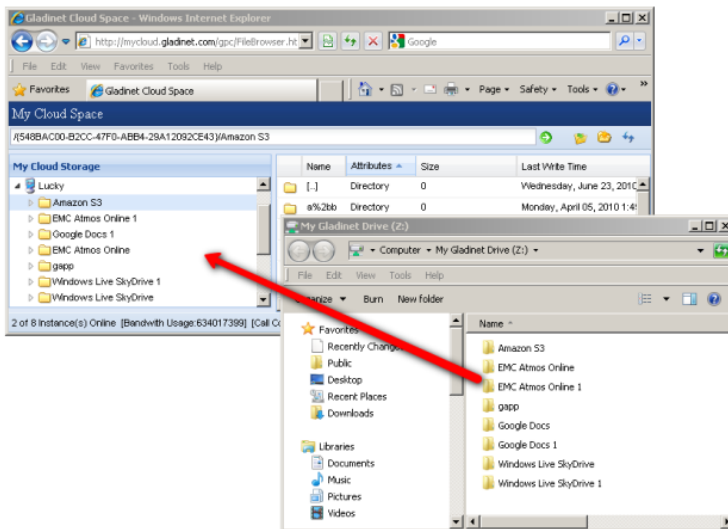 Gladinet Cloud Space - Windows Internet Explorer
http://mycloud.gladinet.com/gpc/FileBrowser.ht
Google
File Edit View Favorites Tools Help
Favorites Gladinet Cloud Space Page Safety Tools
My Cloud Space
/{548BAC00-B2CC-47F0-ABB4-29A12092CE43}/Amazon S3
My Cloud Storage
Name Attributes Size Last Write Time
Lucky
[..] Directory 0 Wednesday, June 23, 2010
Amazon S3
a%2bb Directory 0 Monday, April 05, 2010 1:4
EMC Atmos Online 1
Google Docs 1
EMC Atmos Online
gapp
Windows Live SkyDrive 1
Windows Live SkyDrive
2 of 8 Instance(s) Online [Bandwith Usage:634017399] [Call Co
My Gladinet Drive (Z:)
Computer My Gladinet Drive (Z:)
File Edit View Tools Help
Organize Burn New folder
Favorites
Recently Change
Public
Desktop
Recent Places
Downloads
Libraries
Documents
Music
Pictures
Videos
Name
Amazon S3
EMC Atmos Online
EMC Atmos Online 1
gapp
Google Docs
Google Docs 1
Windows Live SkyDrive
Windows Live SkyDrive 1